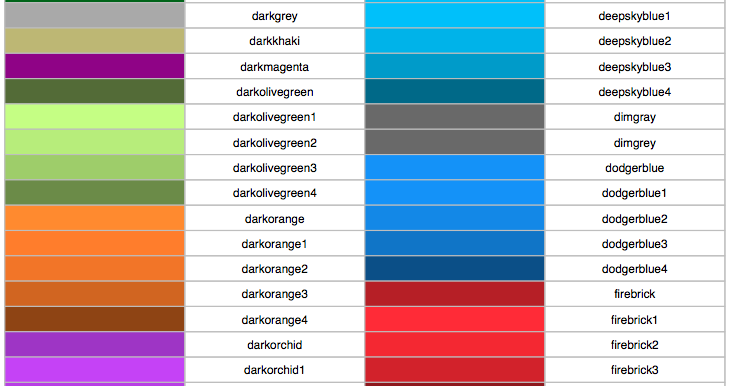 darkgrey deepskyblue1
darkkhaki deepskyblue2
darkmagenta deepskyblue3
darkolivegreen deepskyblue4
darkolivegreen1 dimgray
darkolivegreen2 dimgrey
darkolivegreen3 dodgerblue
darkolivegreen4 dodgerblue1
darkorange dodgerblue2
darkorange1 dodgerblue3
darkorange2 dodgerblue4
darkorange3 firebrick
darkorange4 firebrick1
darkorchid firebrick2
darkorchid1 firebrick3